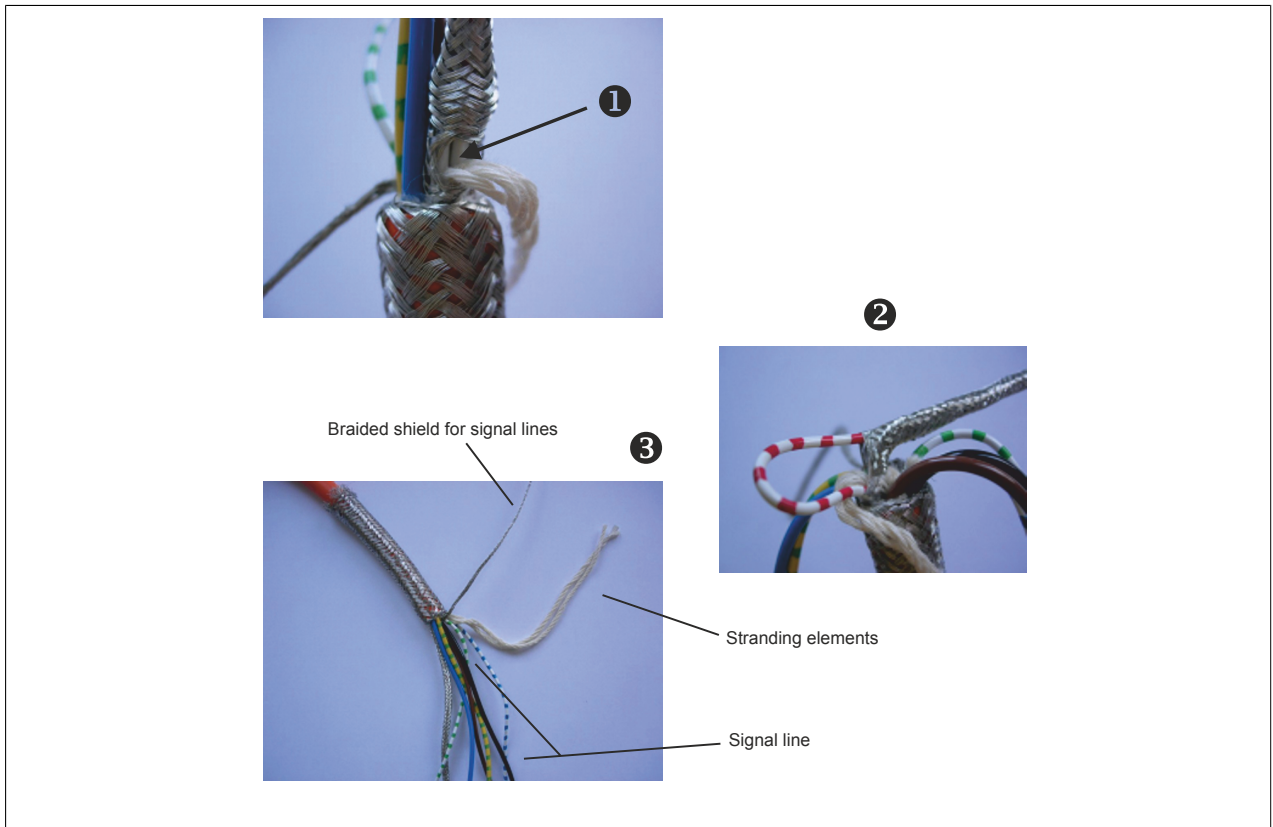 ❶
❷
Braided shield for signal lines
❸
Stranding elements
Signal line